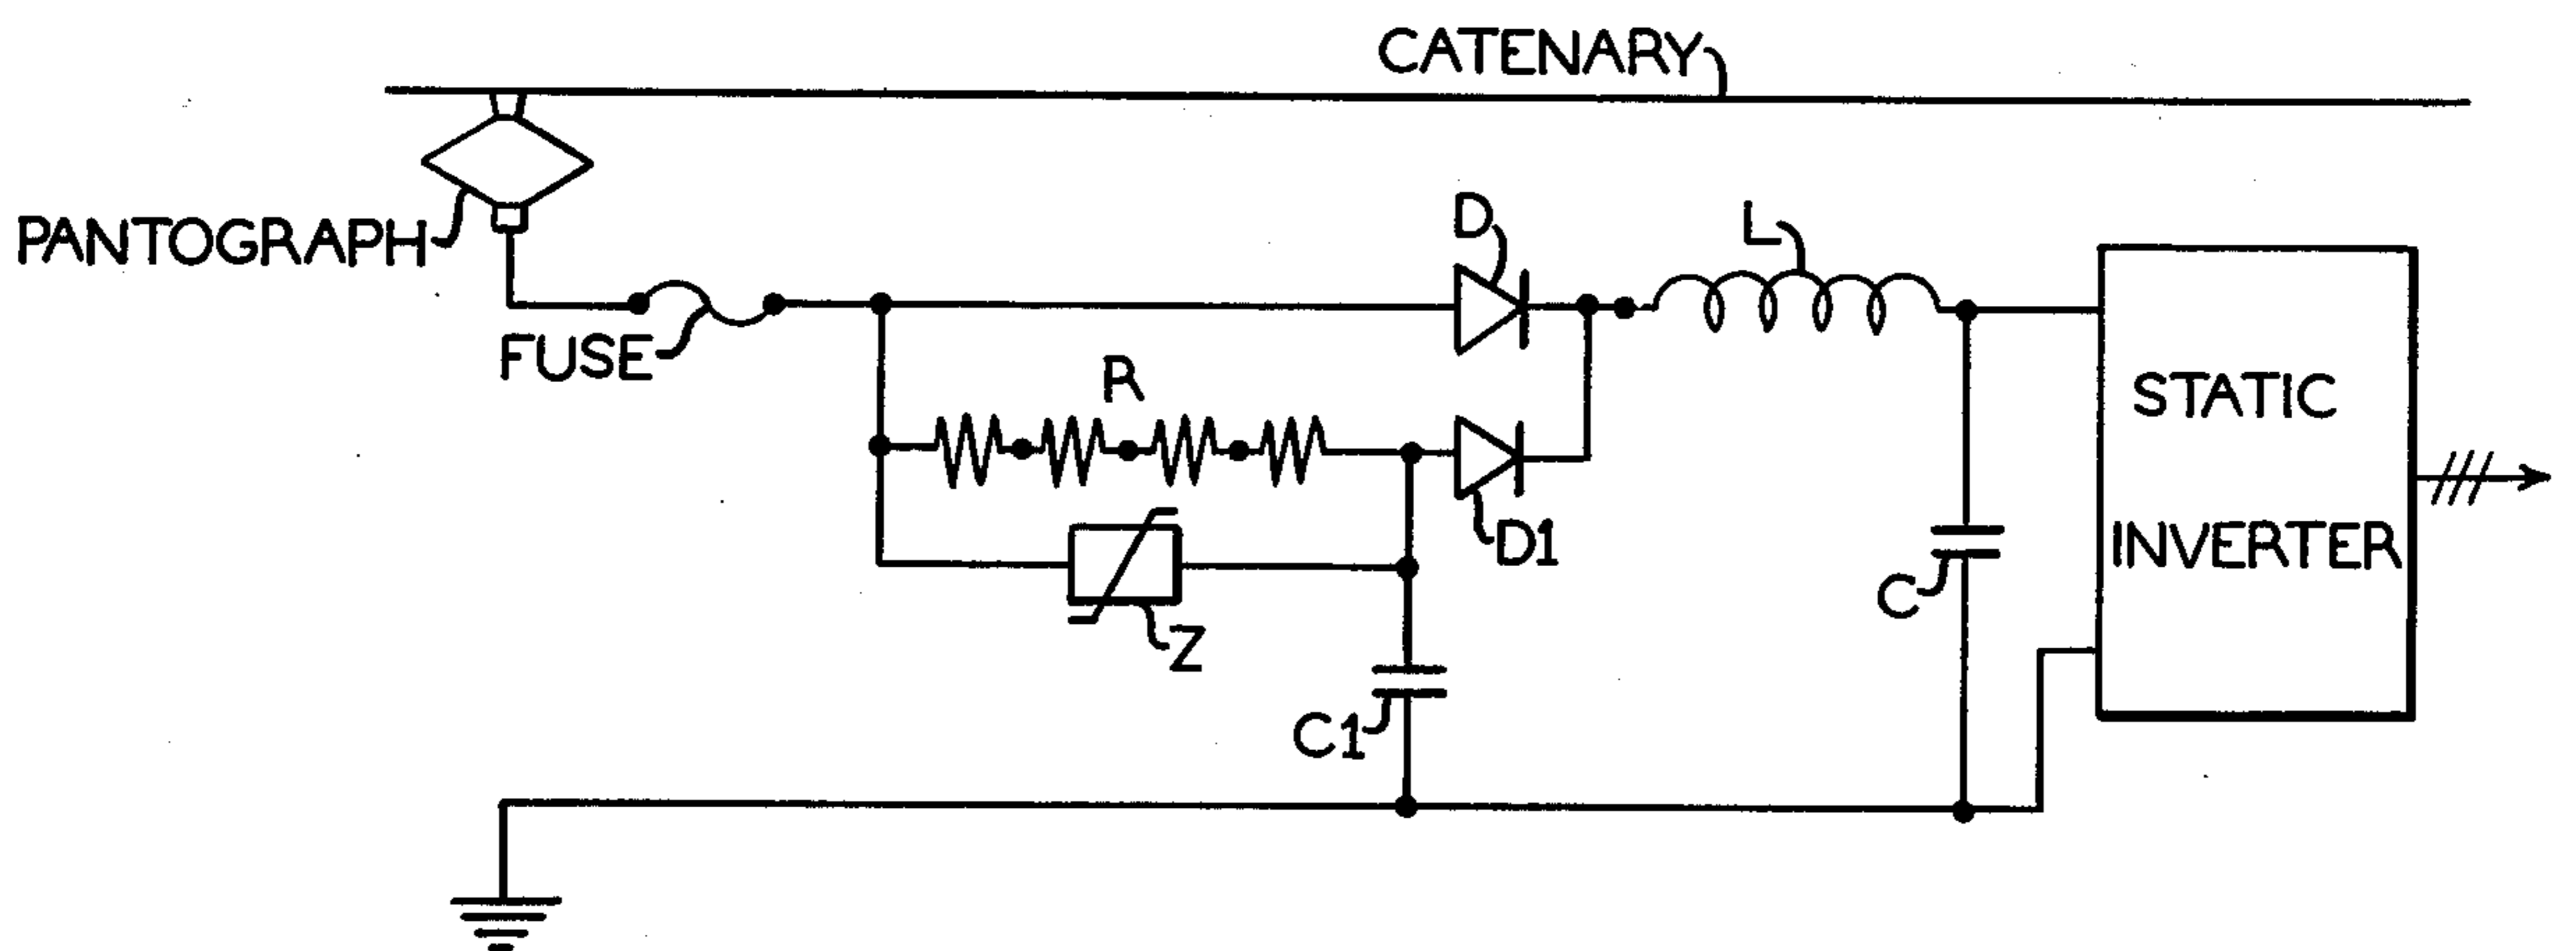 CATENARY
PANTOGRAPH
FUSE
D
L
R
D1
Z
C1
C
STATIC
INVERTER